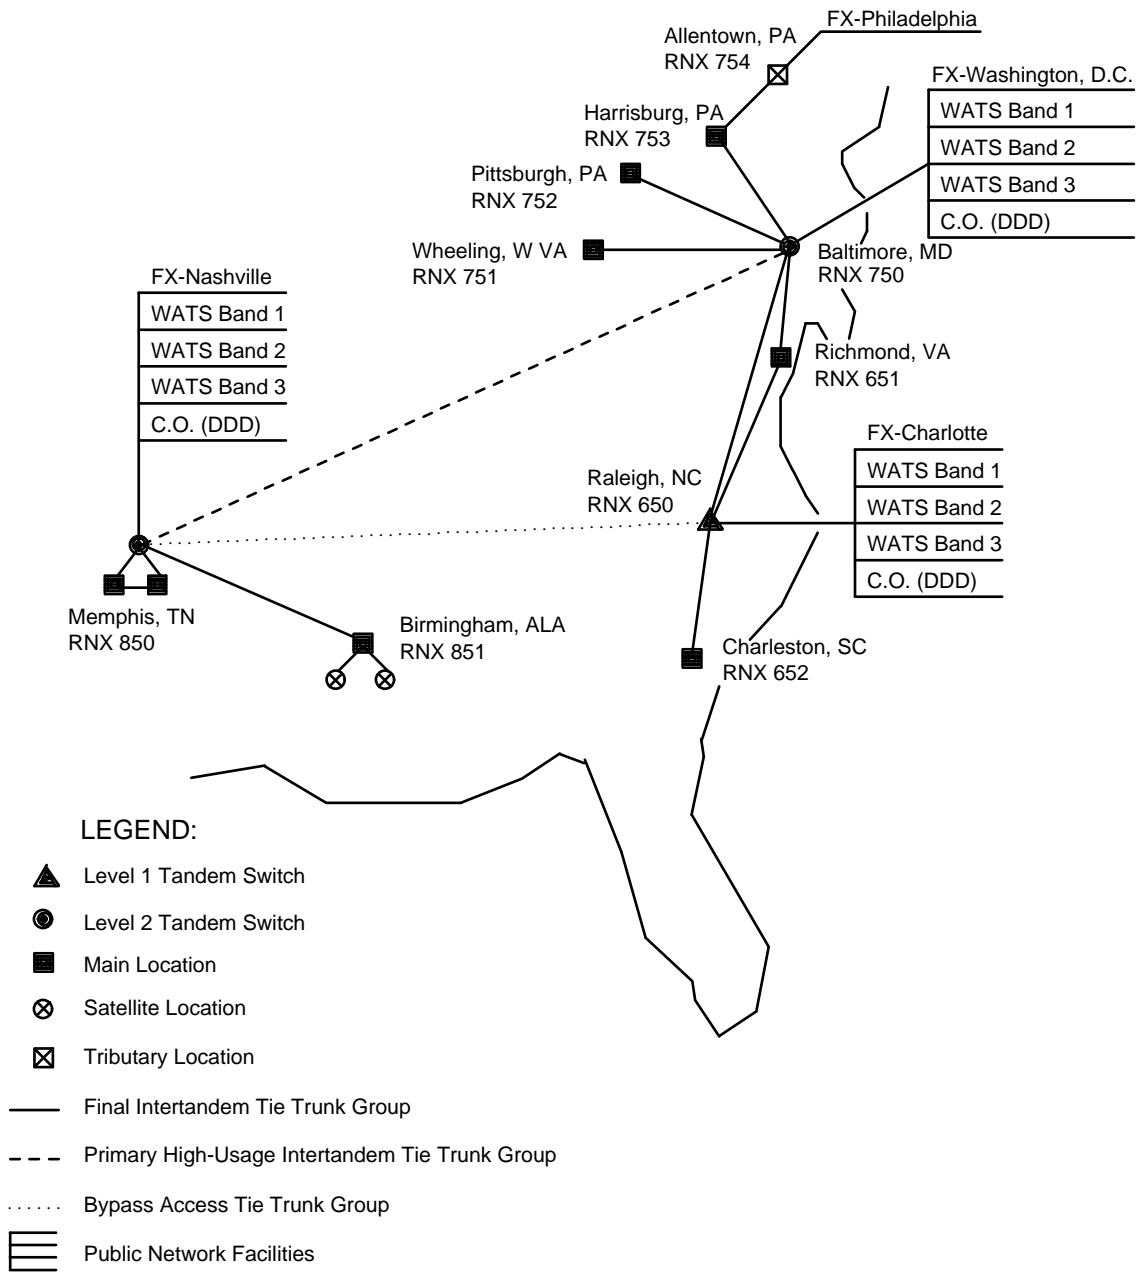 FX-Philadelphia
Allentown, PA
RNX 754
FX-Washington, D.C.
WATS Band 1
WATS Band 2
WATS Band 3
C.O. (DDD)
Harrisburg, PA
RNX 753
Pittsburgh, PA
RNX 752
Wheeling, W VA
RNX 751
Baltimore, MD
RNX 750
FX-Nashville
WATS Band 1
WATS Band 2
WATS Band 3
C.O. (DDD)
Richmond, VA
RNX 651
FX-Charlotte
WATS Band 1
WATS Band 2
WATS Band 3
C.O. (DDD)
Raleigh, NC
RNX 650
Memphis, TN
RNX 850
Birmingham, ALA
RNX 851
Charleston, SC
RNX 652
LEGEND:
Level 1 Tandem Switch
Level 2 Tandem Switch
Main Location
Satellite Location
Tributary Location
Final Intertandem Tie Trunk Group
Primary High-Usage Intertandem Tie Trunk Group
Bypass Access Tie Trunk Group
Public Network Facilities